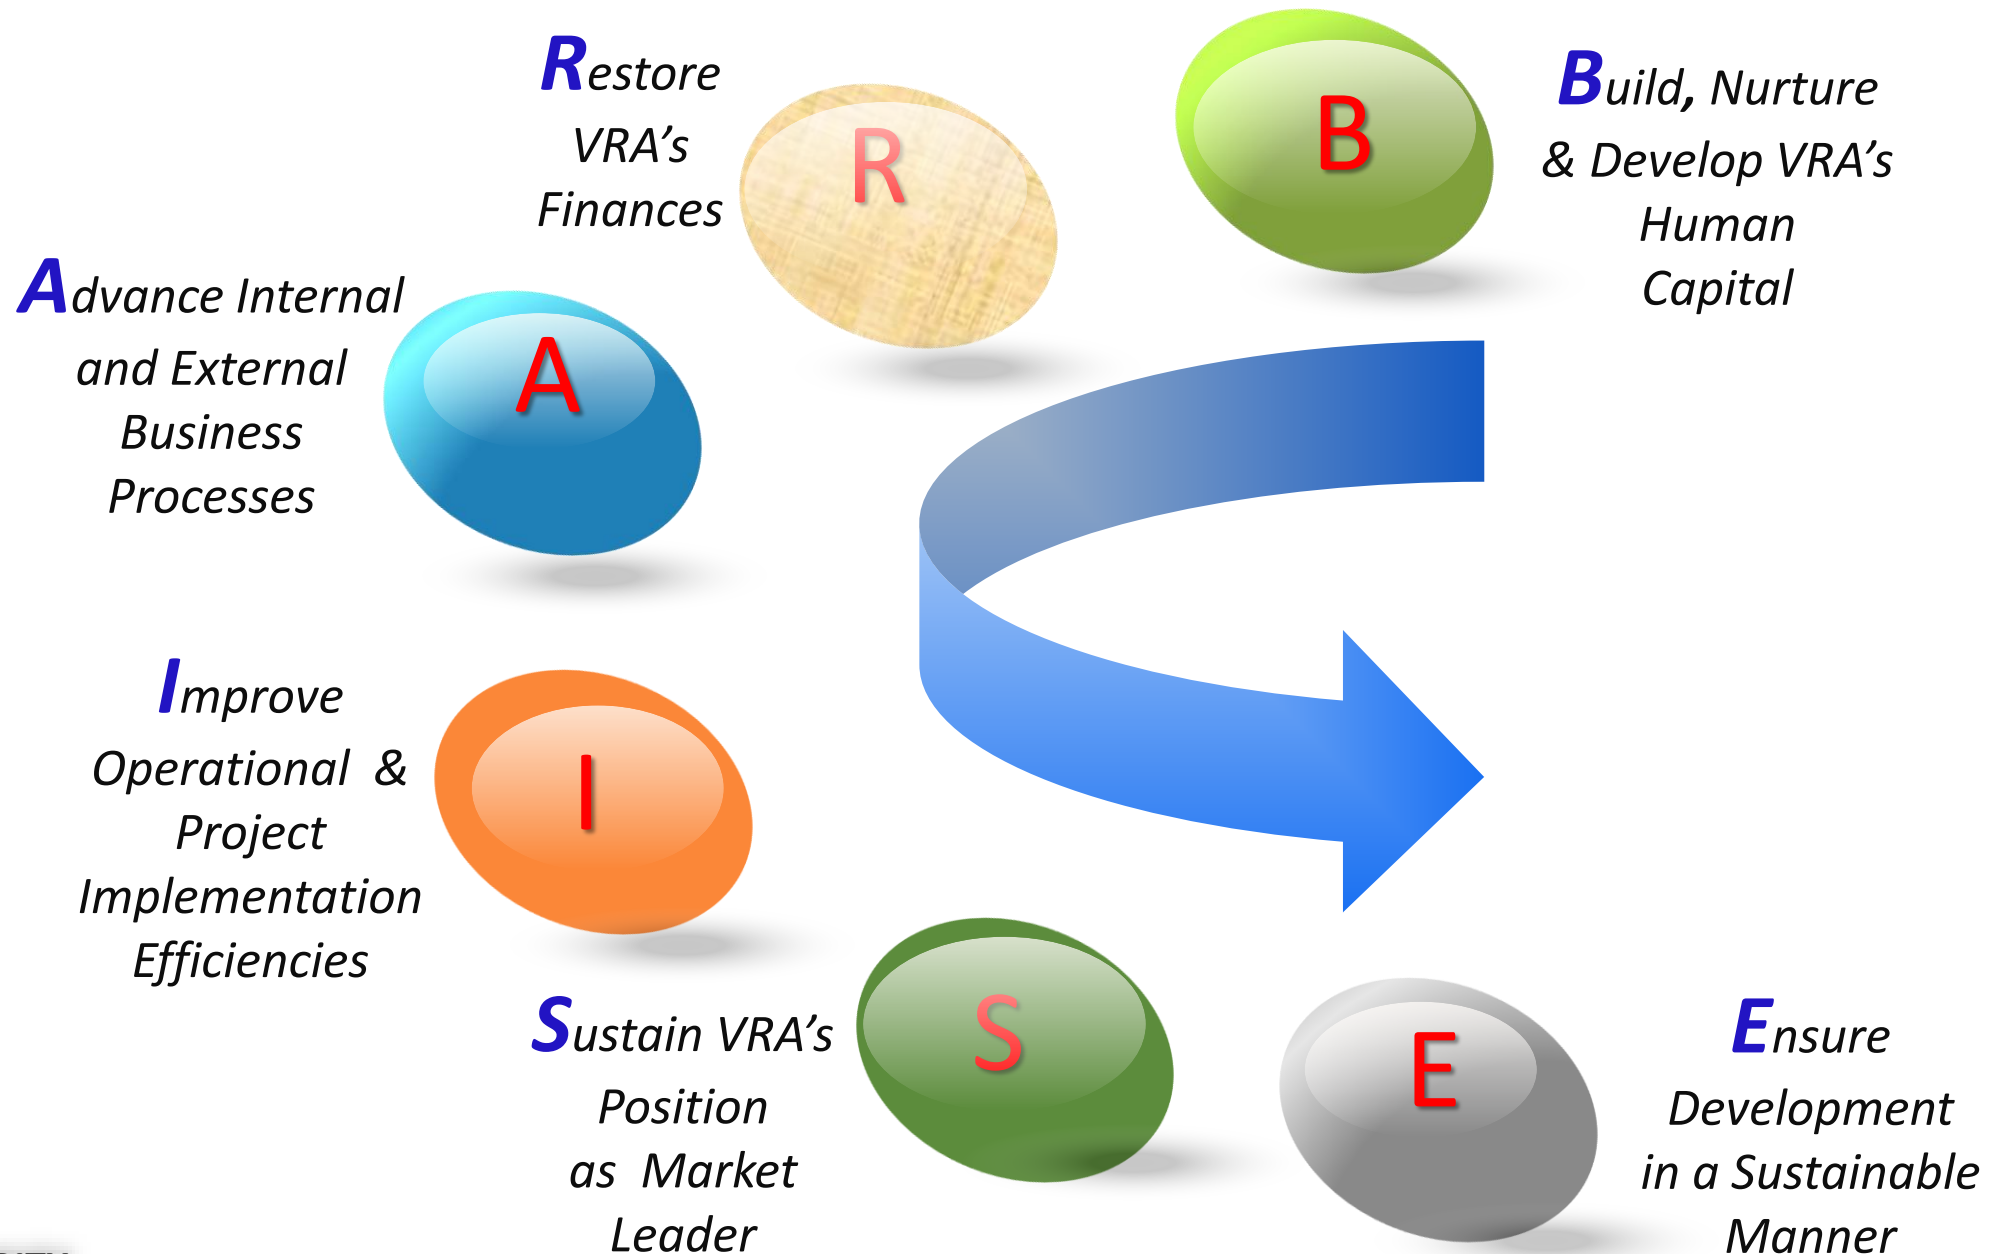 Restore
VRA’s
Finances
R
B
Build, Nurture
& Develop VRA’s
Human
Capital
Advance Internal
and External
Business
Processes
A
Improve
Operational &
Project
Implementation
Efficiencies
I
Sustain VRA’s
Position
as Market
Leader
S
E
Ensure
Development
in a Sustainable
Manner